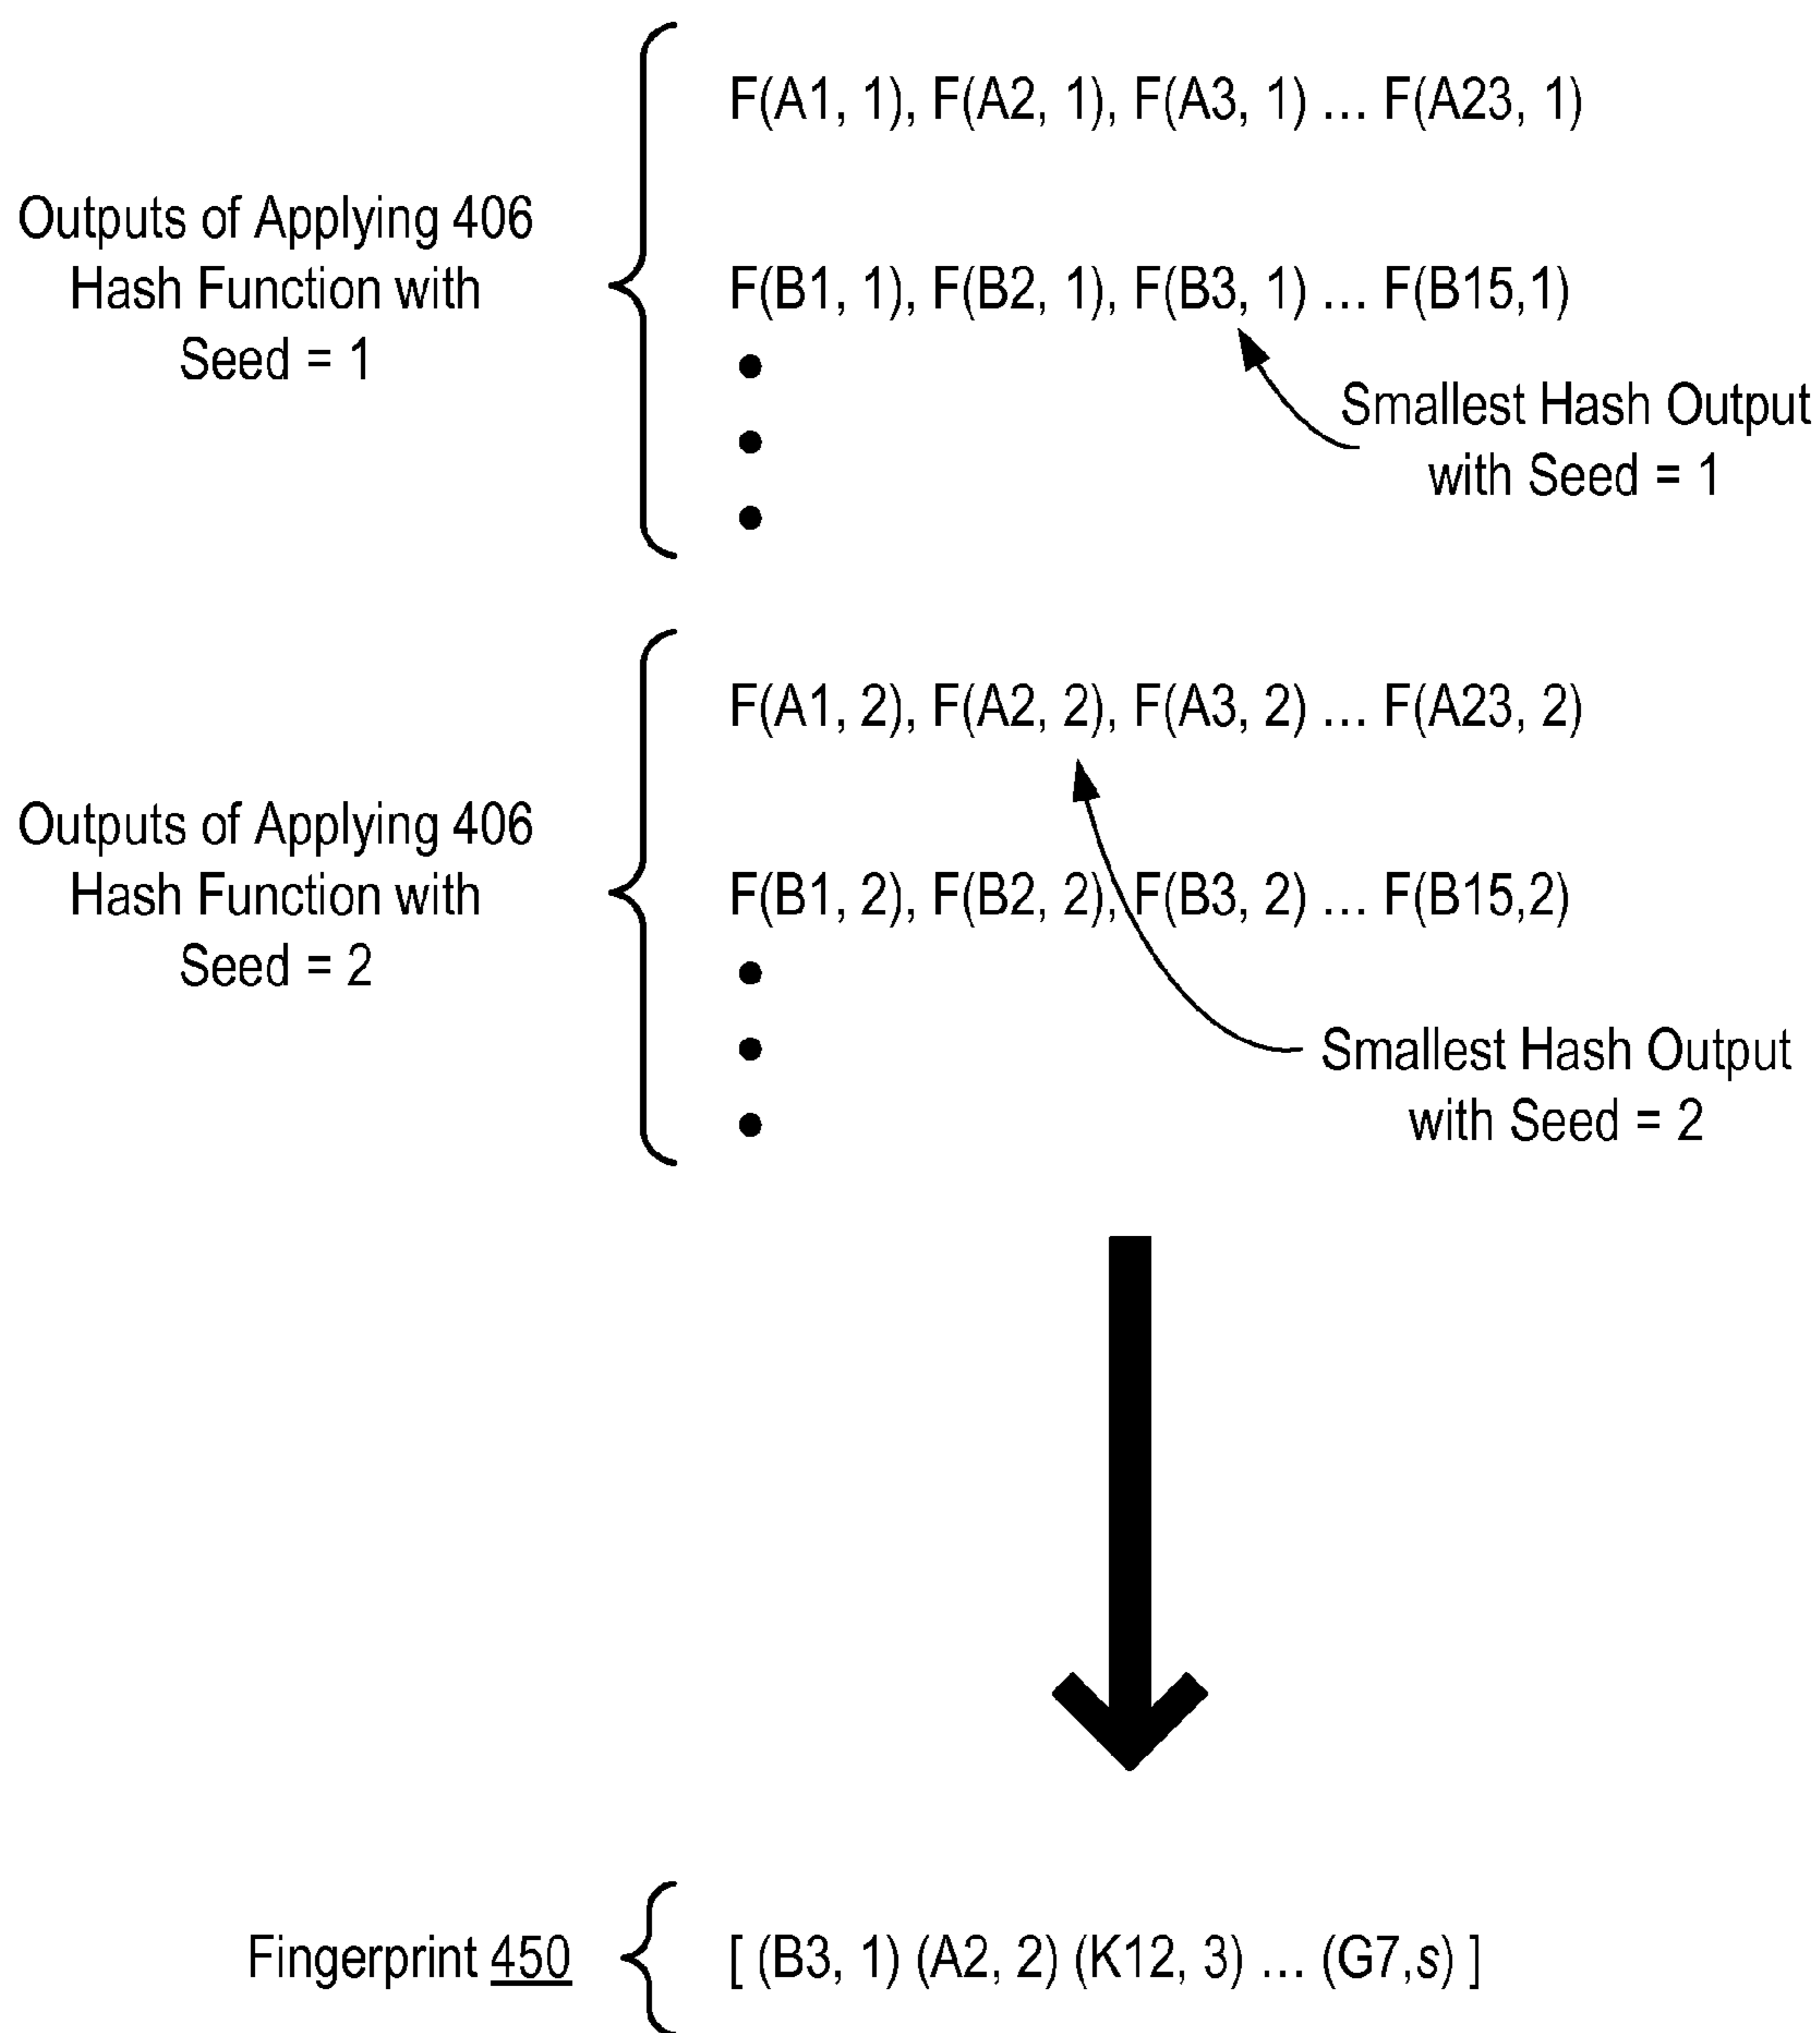 F(A1, 1), F(A2, 1), F(A3, 1) ... F(A23, 1)
Outputs of Applying 406
Hash Function with
Seed = 1
F(B1, 1), F(B2, 1), F(B3, 1) ... F(B15,1)
Smallest Hash Output
with Seed = 1
F(A1, 2), F(A2, 2), F(A3, 2) ... F(A23, 2)
Outputs of Applying 406
Hash Function with
Seed = 2
F(B1, 2), F(B2, 2), F(B3, 2) ... F(B15,2)
Smallest Hash Output
with Seed = 2
Fingerprint 450
[ (B3, 1) (A2, 2) (K12, 3) ... (G7,s) ]